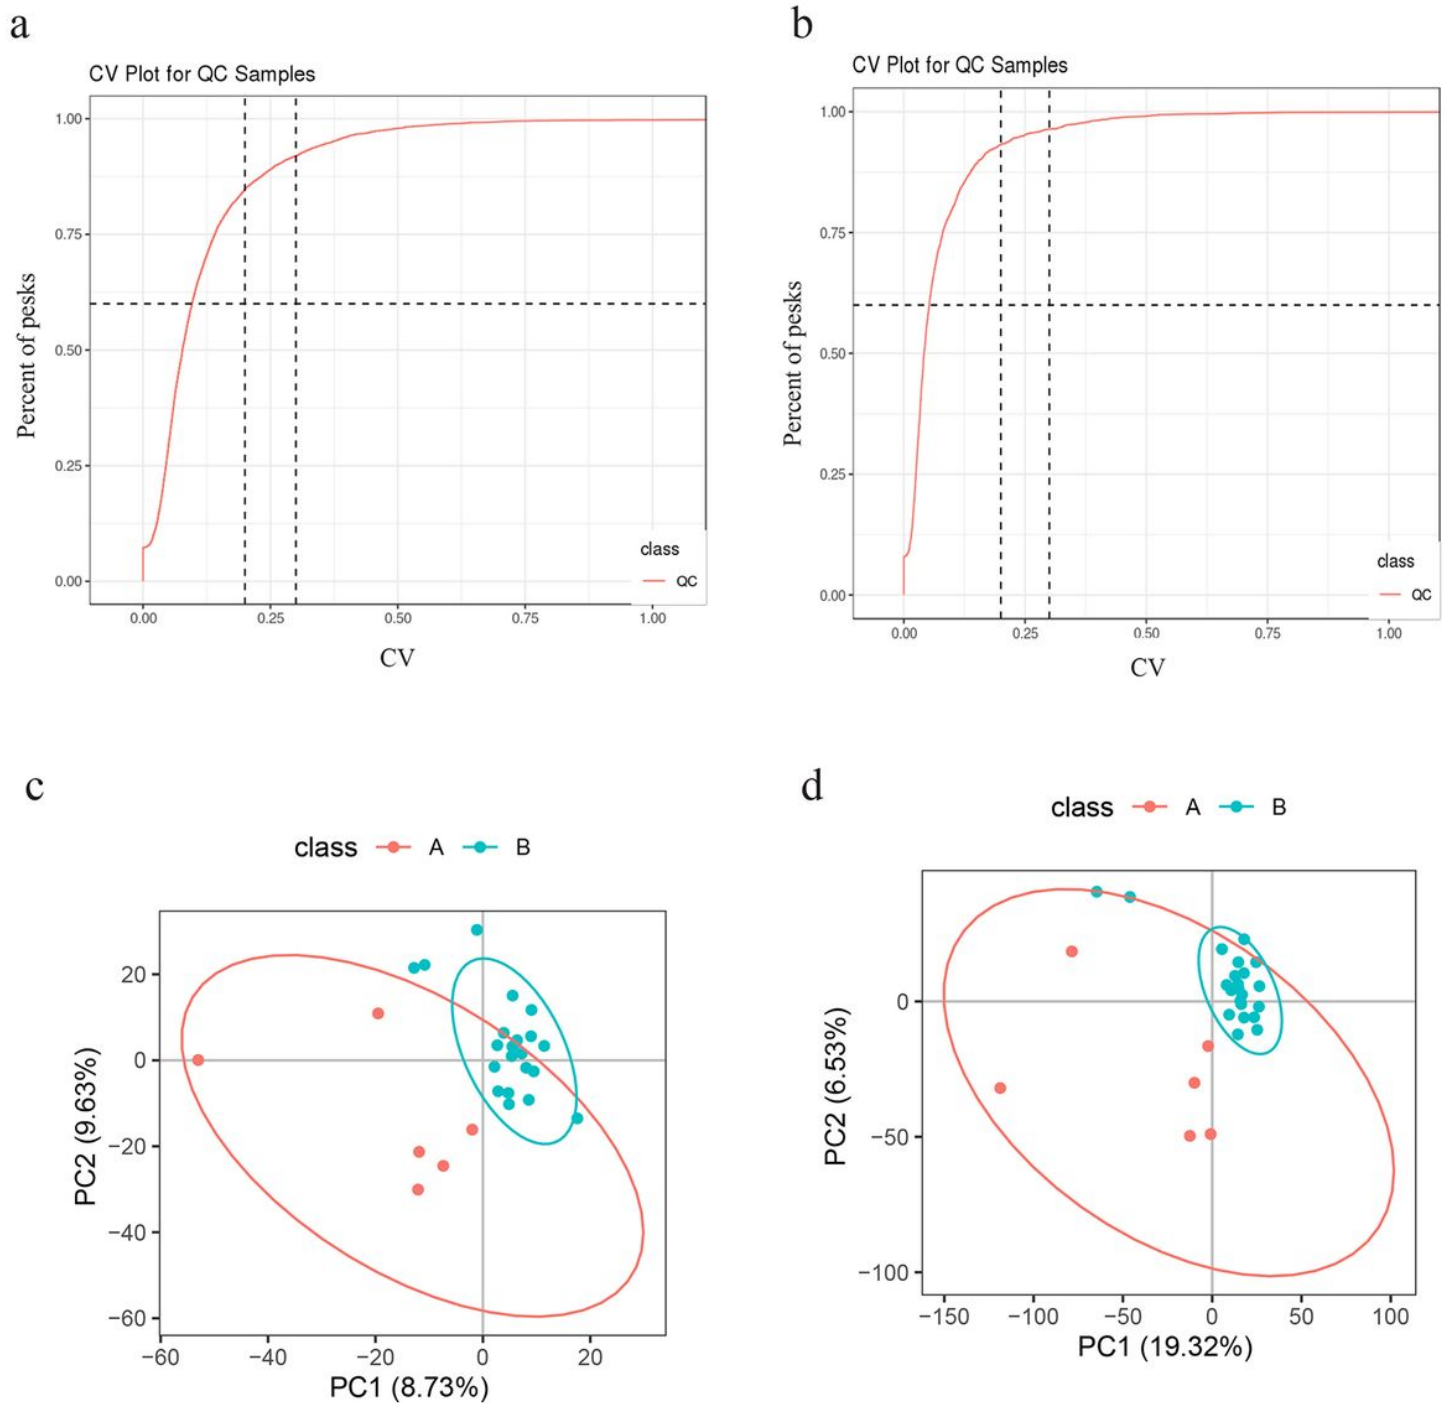 a
CV Plot for QC Samples
1.00
0.75
0.50
0.25
0.00
Percent of pesks
0.00 0.25 0.50 0.75 1.00
CV
class
QC
b
CV Plot for QC Samples
1.00
0.75
0.50
0.25
0.00
Percent of pesks
0.00 0.25 0.50 0.75 1.00
CV
class
QC
c
class A B
20
0
−20
−40
−60
PC2 (9.63%)
−60 −40 −20 0 20
PC1 (8.73%)
d
class A B
0
−50
−100
PC2 (6.53%)
−150 −100 −50 0 50 100
PC1 (19.32%)